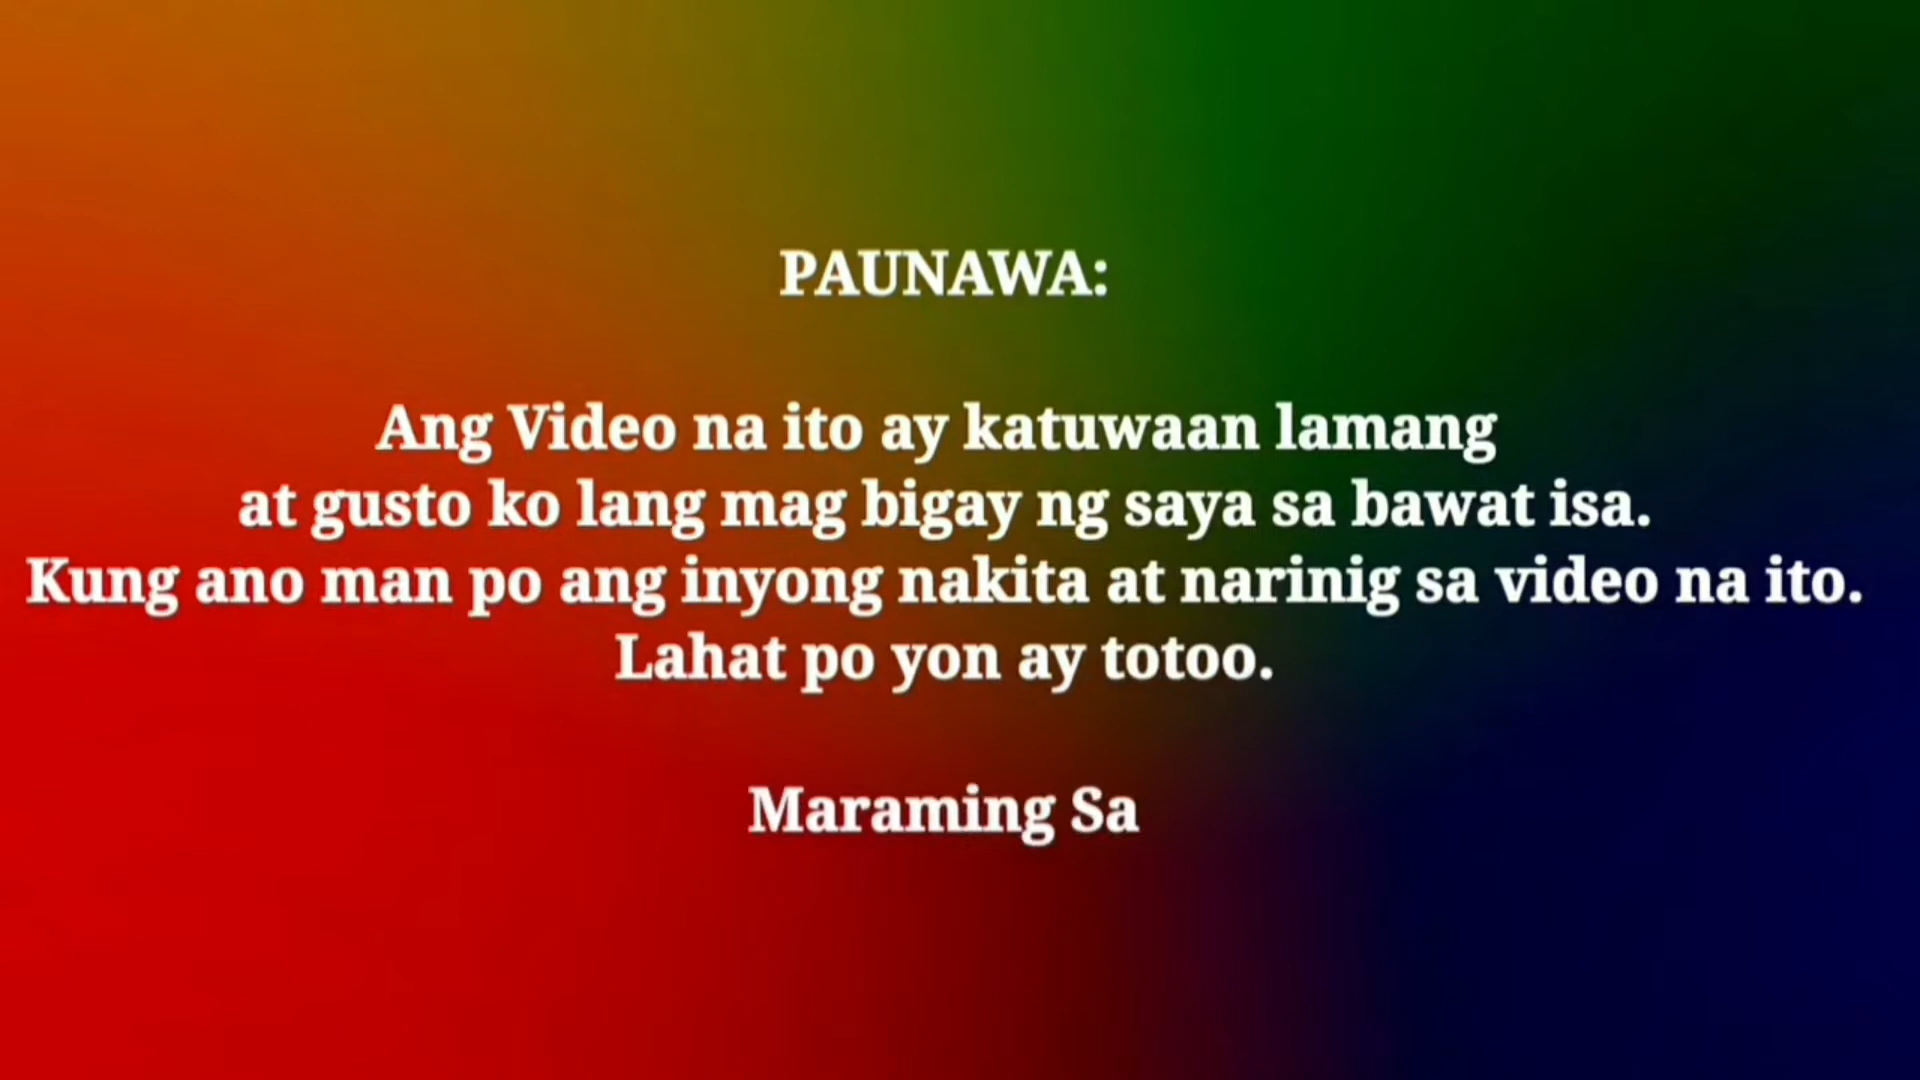 PAUNAWA:
Ang Video na ito ay katuwaan lamang
at gusto ko lang mag bigay ng saya sa bawat isa.
Kung ano man po ang inyong nakita at narinig sa video na ito.
Lahat po yon ay totoo.
Maraming Sa